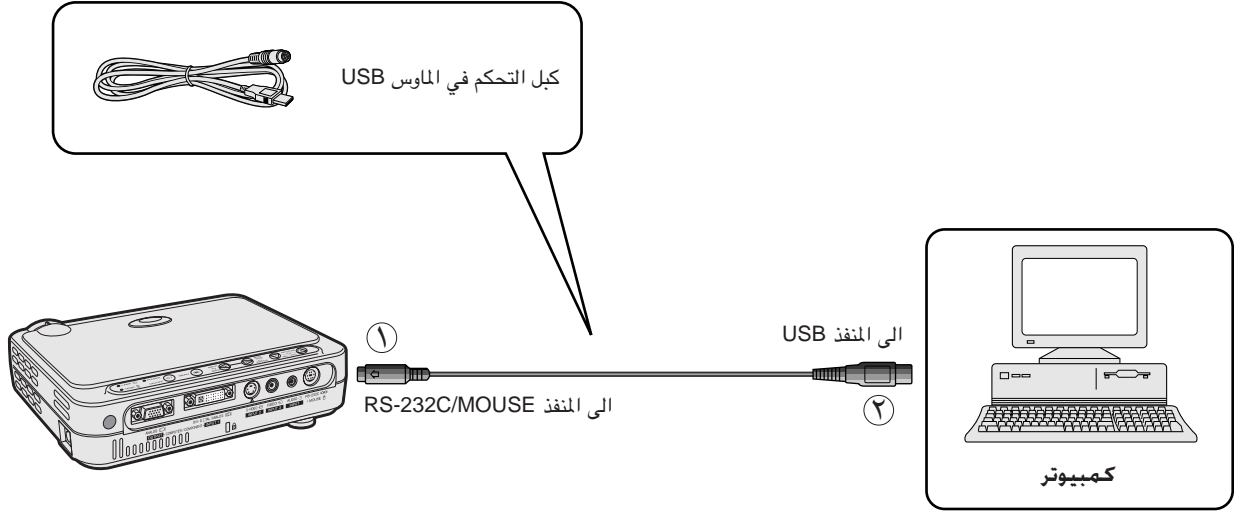 كبل التحكم في الماوس USB
١
الى المنفذ RS-232C/MOUSE
الى المنفذ USB
٢
كمبيوتر